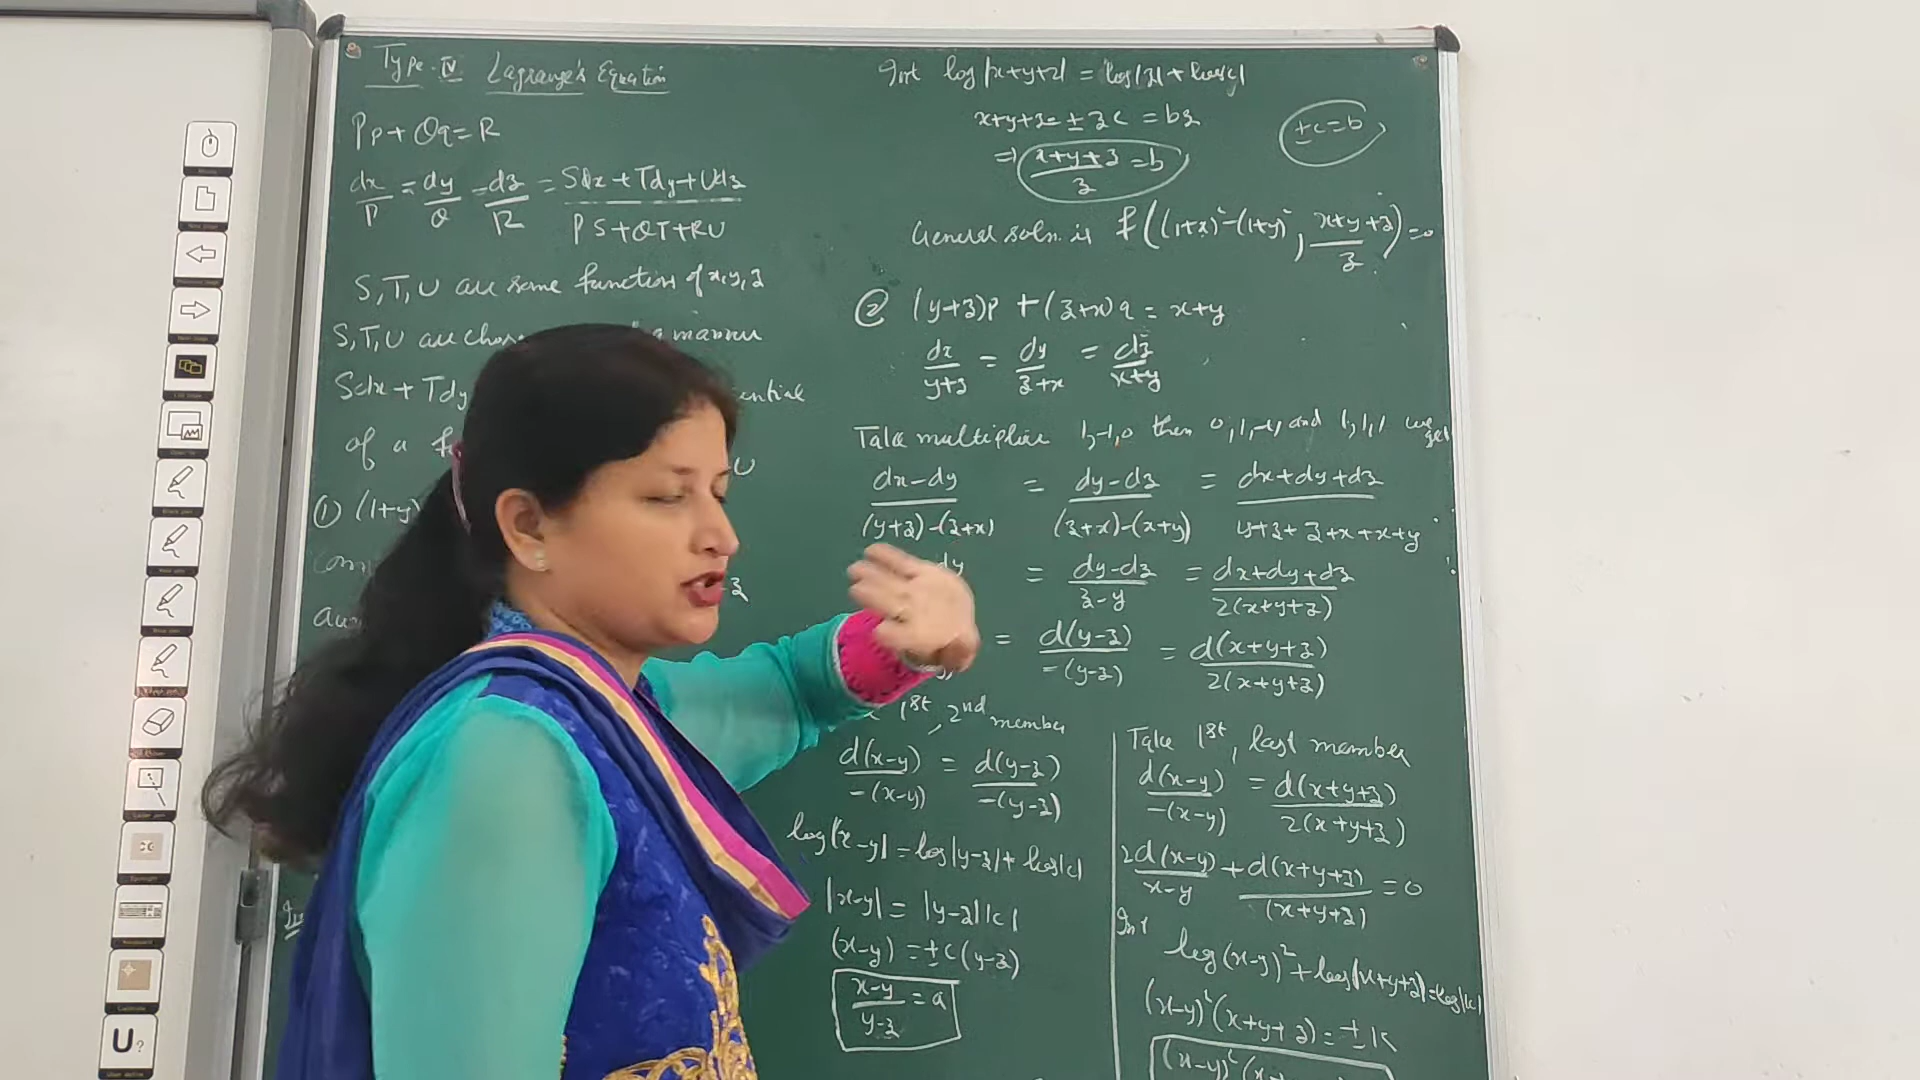 Type-IV Lagrange's Equation
Pp + Qq = R
dx/P = dy/Q = dz/R = Sdx + Tdy + Udz / PS + QT + RU
S, T, U are some function of x, y, z
S, T, U are manner
Sdx + Tdy
of a
① (1+y)
Int log|x+y+z| = log|z| + log|c|
x+y+z = ± zc = bz
±c = b
⇒ x+y+z/z = b
General soln. is f((1+x)² - (1+y)², x+y+z/z) = 0
② (y+z)p + (z+x)q = x+y
dx/y+z = dy/z+x = dz/x+y
Take multiplier 1,-1,0 then 0,1,-1, and 1,1,1 we get
dx-dy/(y+z)-(z+x) = dy-dz/(z+x)-(x+y) = dx+dy+dz/y+z+z+x+x+y
dy = dy-dz/z-y = dx+dy+dz/2(x+y+z)
= d(y-z)/-(y-z) = d(x+y+z)/2(x+y+z)
1st, 2nd member
d(x-y)/-(x-y) = d(y-z)/-(y-z)
log|x-y| = log|y-z| + log|c|
|x-y| = |y-z||c|
(x-y) = ±c(y-z)
x-y/y-z = a
Take 1st, last member
d(x-y)/-(x-y) = d(x+y+z)/2(x+y+z)
2d(x-y)/x-y + d(x+y+z)/(x+y+z) = 0
Int
log(x-y)² + log|x+y+z| = log|k|
(x-y)²(x+y+z) = ±k
(x-y)²(x+
U?